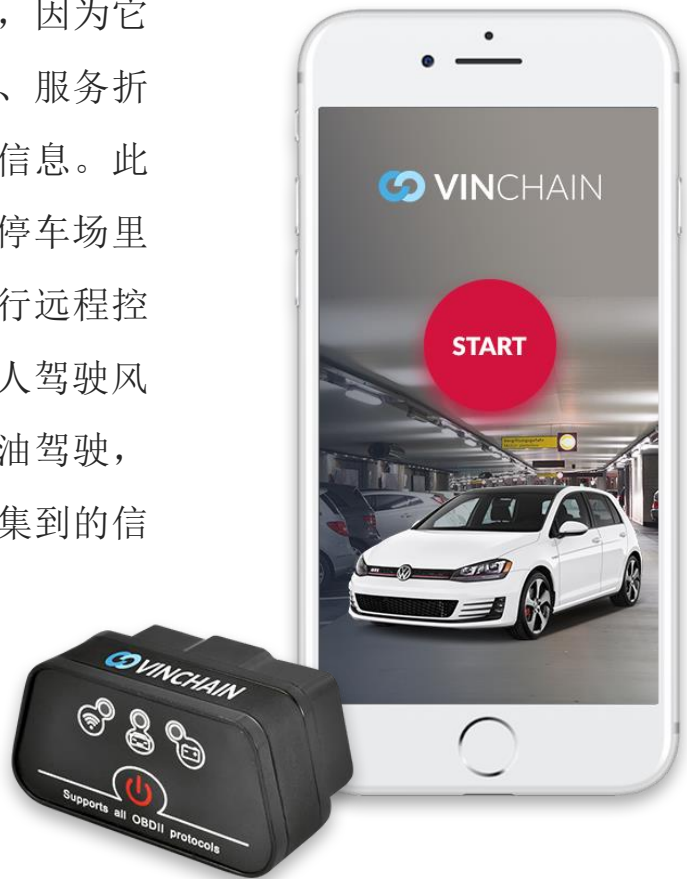 ，因为它
、服务折
信息。此
停车场里
行远程控
人驾驶风
油驾驶，
集到的信
VINCHAIN
START
VINCHAIN
Supports all OBDII protocols